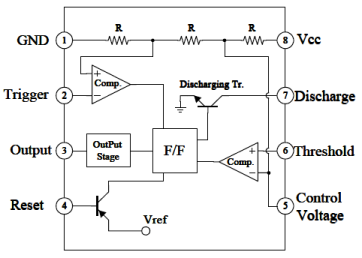 R R R
GND 1 8 Vcc
+
Comp.
−
Discharging Tr.
Trigger 2 7 Discharge
Output 3 OutPut
Stage
F/F
+
Comp.
−
6 Threshold
Reset 4 5 Control
Voltage
Vref